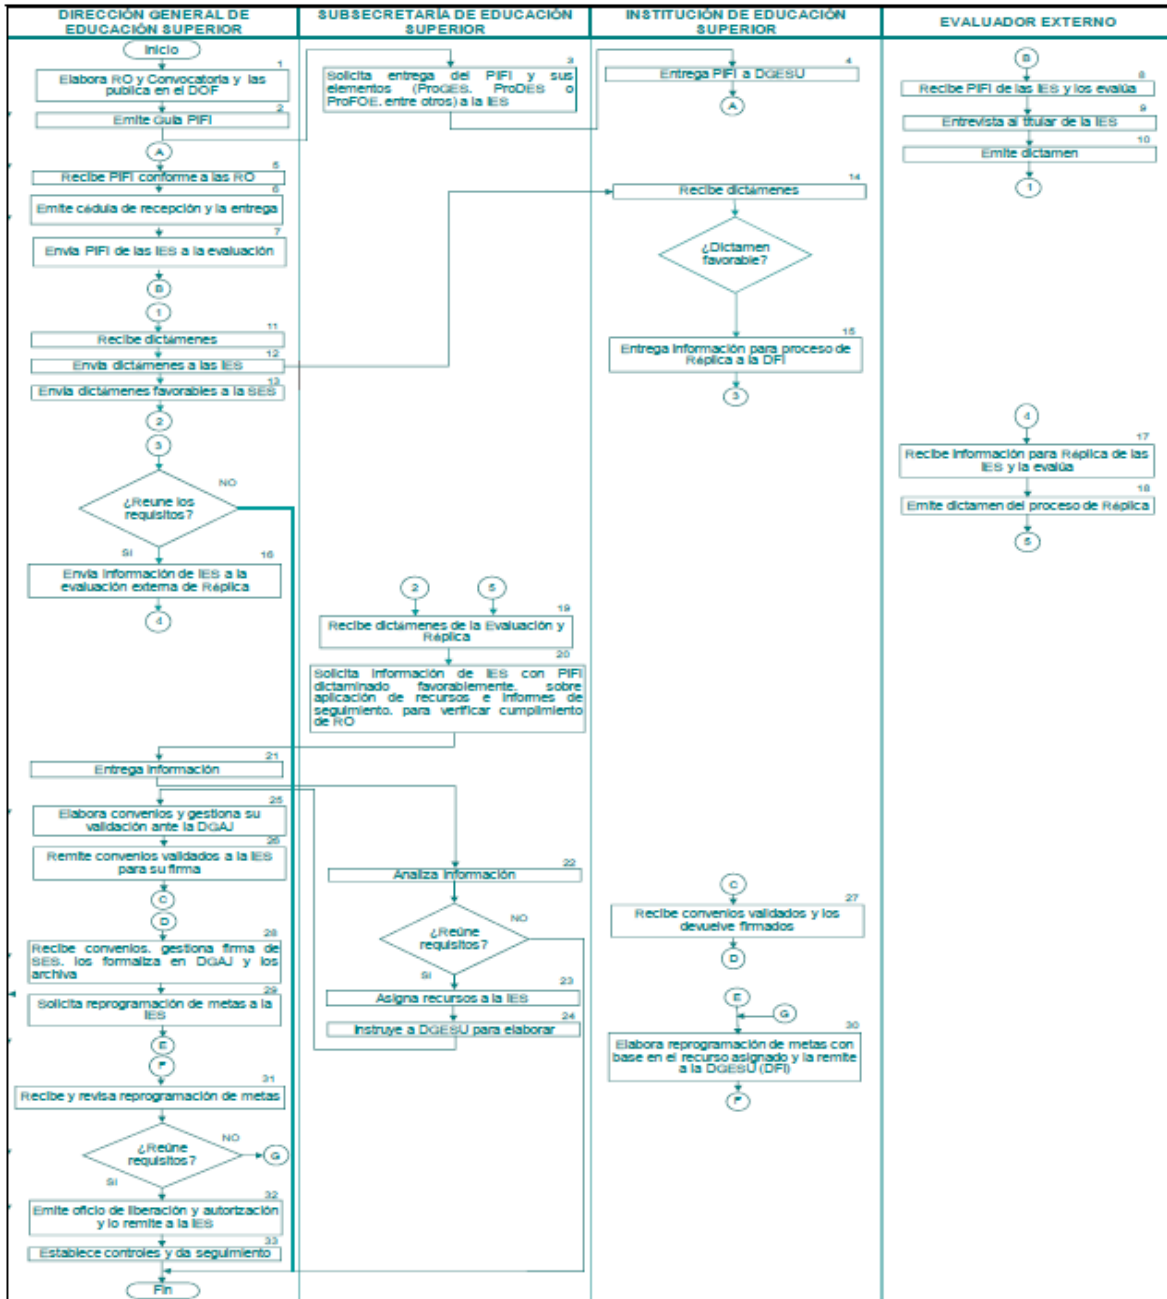 DIRECCIÓN GENERAL DE
EDUCACIÓN SUPERIOR
Inicio
1
Elabora RO y Convocatoria y las
publica en el DOF
2
Emite Guía PIFI
A
5
Recibe PIFI conforme a las RO
6
Emite cédula de recepción y la entrega
7
Envía PIFI de las IES a la evaluación
B
1
11
Recibe dictámenes
12
Envía dictámenes a las IES
13
Envía dictámenes favorables a la SES
2
3
¿Reune los
requisitos?
NO
SI
16
Envía información de IES a la
evaluación externa de Réplica
4
21
Entrega información
25
Elabora convenios y gestiona su
validación ante la DGAJ
26
Remite convenios validados a la IES
para su firma
C
D
28
Recibe convenios, gestiona firma de
SES, los formaliza en DGAJ y los
archiva
29
Solicita reprogramación de metas a la
IES
E
F
31
Recibe y revisa reprogramación de metas
¿Reúne
requisitos?
NO
G
SI
32
Emite oficio de liberación y autorización
y lo remite a la IES
33
Establece controles y da seguimiento
Fin
SUBSECRETARÍA DE EDUCACIÓN
SUPERIOR
3
Solicita entrega del PIFI y sus
elementos (ProGES, ProDES o
ProFOE, entre otros) a la IES
2
5
19
Recibe dictámenes de la Evaluación y
Réplica
20
Solicita información de IES con PIFI
dictaminado favorablemente, sobre
aplicación de recursos e informes de
seguimiento, para verificar cumplimiento
de RO
22
Analiza información
¿Reúne
requisitos?
NO
SI
23
Asigna recursos a la IES
24
Instruye a DGESU para elaborar
INSTITUCIÓN DE EDUCACIÓN
SUPERIOR
4
Entrega PIFI a DGESU
A
14
Recibe dictámenes
¿Dictamen
favorable?
15
Entrega información para proceso de
Réplica a la DFI
3
C
27
Recibe convenios validados y los
devuelve firmados
D
E
G
30
Elabora reprogramación de metas con
base en el recurso asignado y la remite
a la DGESU (DFI)
F
EVALUADOR EXTERNO
B
8
Recibe PIFI de las IES y los evalúa
9
Entrevista al titular de la IES
10
Emite dictamen
1
4
17
Recibe información para Réplica de las
IES y la evalúa
18
Emite dictamen del proceso de Réplica
5